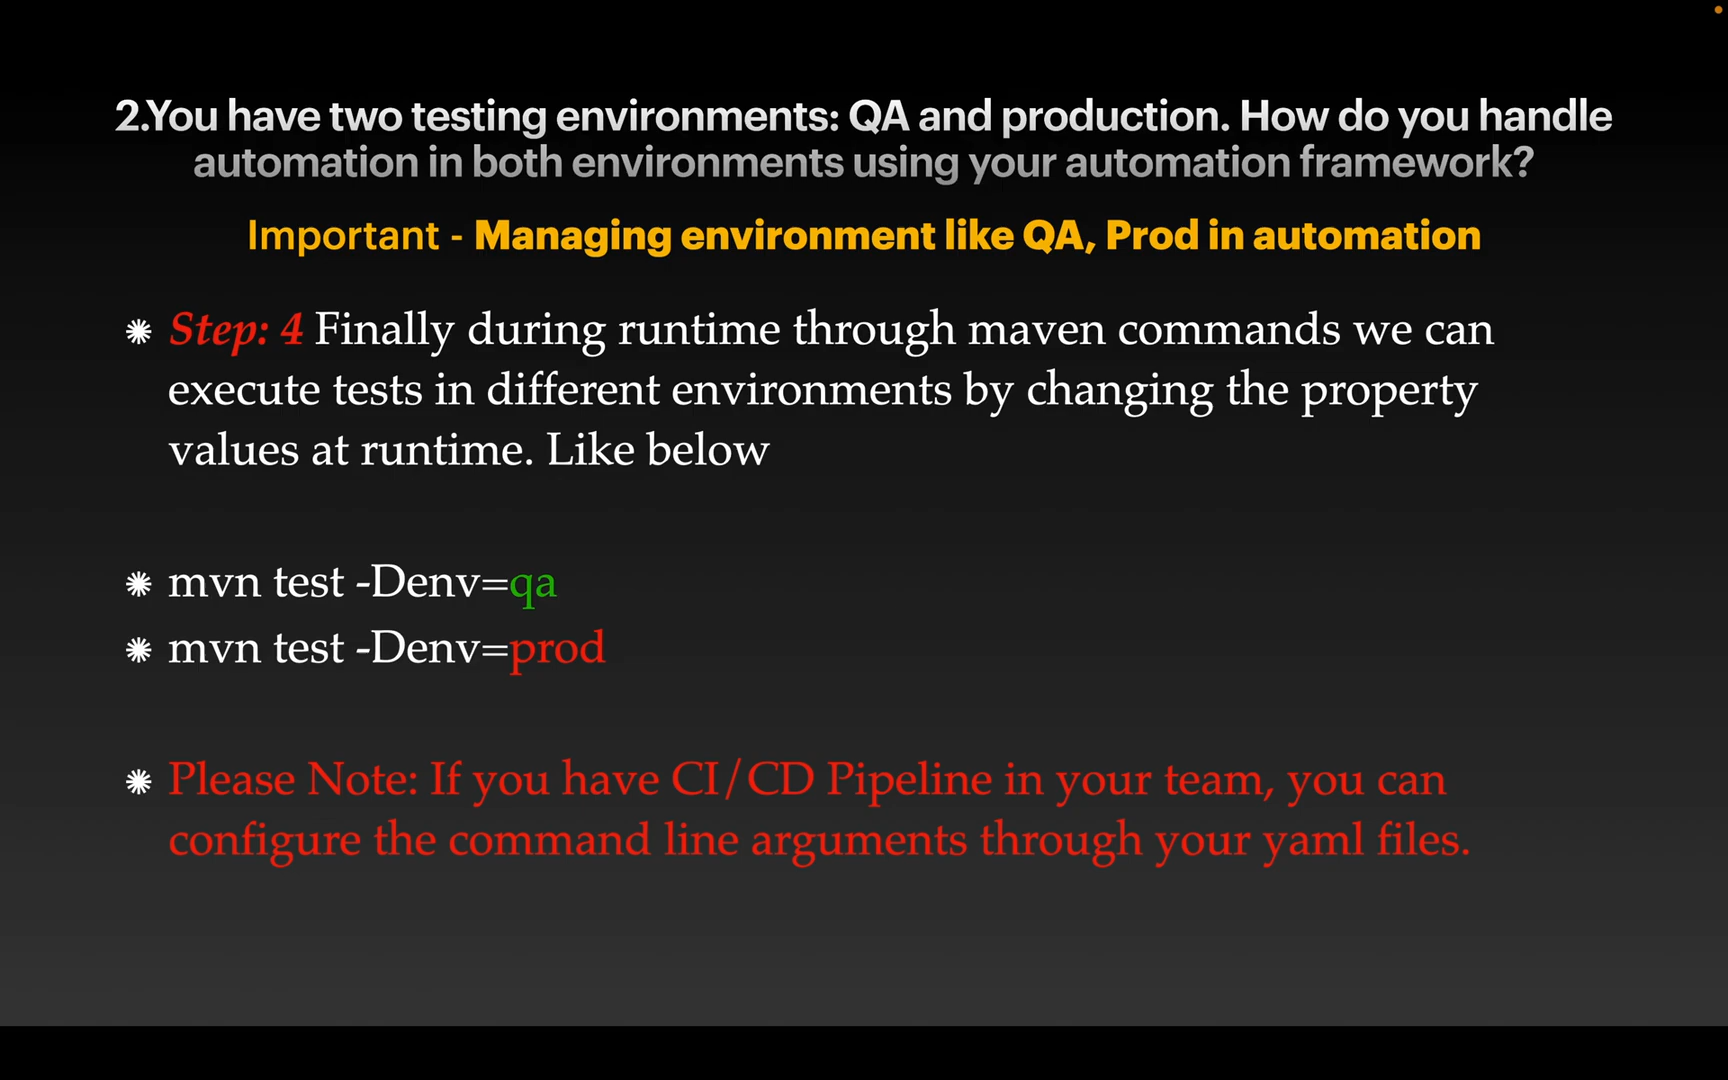 2.You have two testing environments: QA and production. How do you handle
automation in both environments using your automation framework?
Important - Managing environment like QA, Prod in automation
Step: 4 Finally during runtime through maven commands we can
execute tests in different environments by changing the property
values at runtime. Like below
mvn test -Denv=qa
mvn test -Denv=prod
Please Note: If you have CI/CD Pipeline in your team, you can
configure the command line arguments through your yaml files.